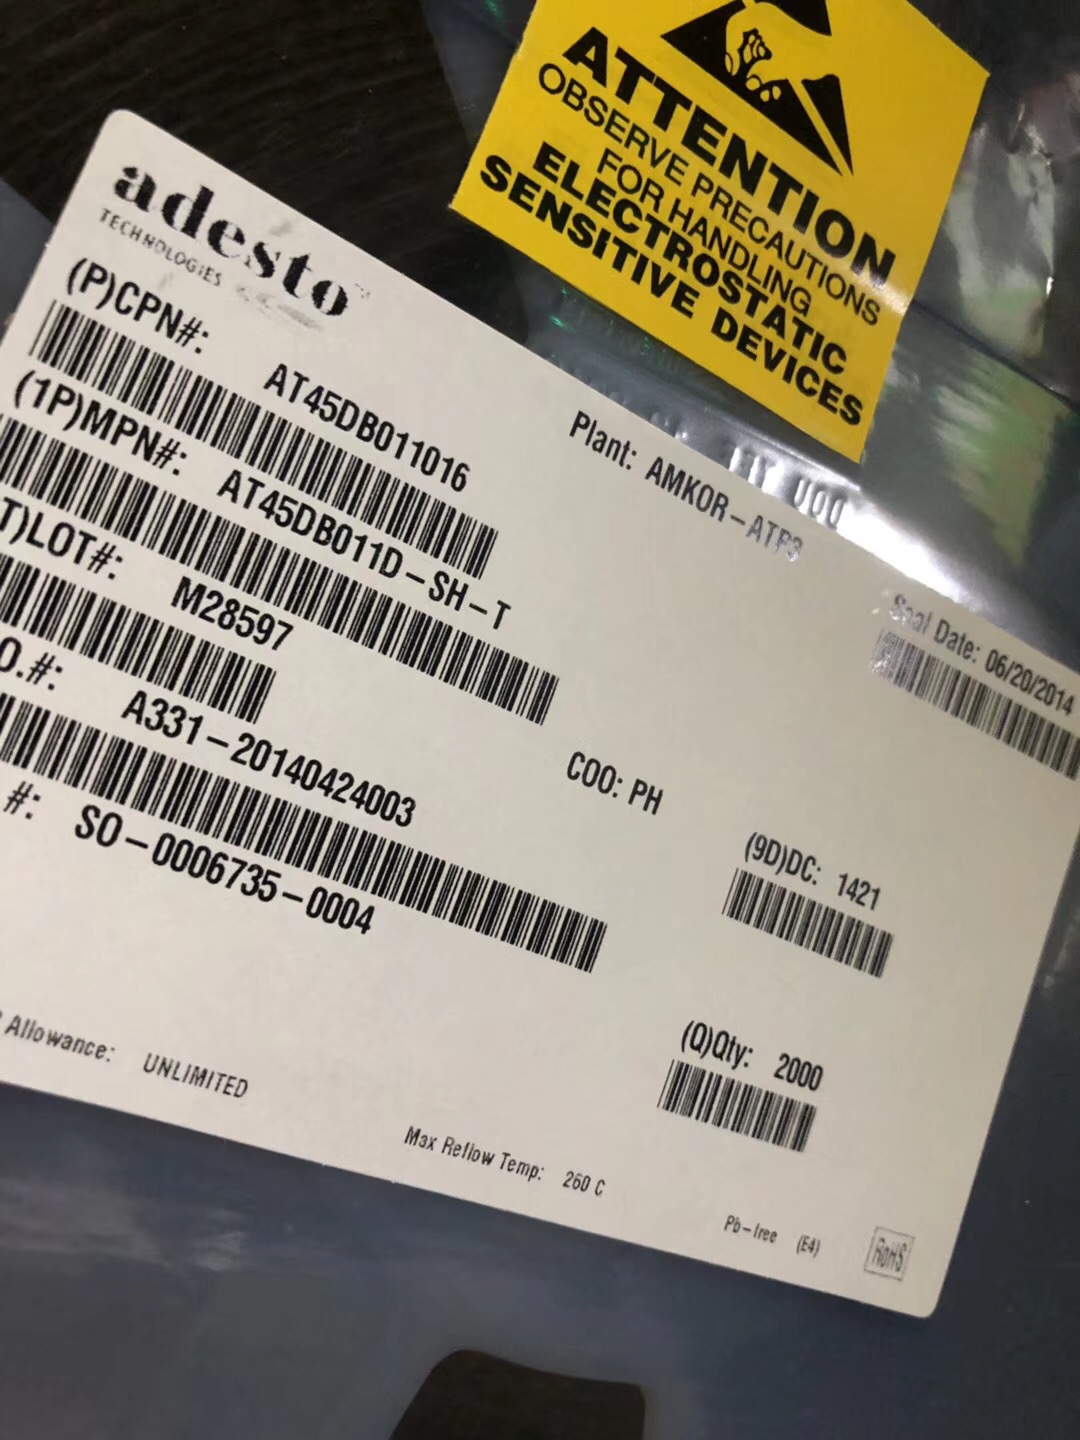 ATTENTION
OBSERVE PRECAUTIONS
FOR HANDLING
ELECTROSTATIC
SENSITIVE DEVICES
adesto
TECHNOLOGIES
(P)CPN#:
AT45DB011016
Plant: AMKOR-ATP3
(1P)MPN#:
AT45DB011D-SH-T
Seal Date: 06/20/2014
T)LOT#:
M28597
O.#:
A331-20140424003
COO: PH
#:
SO-0006735-0004
(9D)DC: 1421
(Q)Qty: 2000
Allowance: UNLIMITED
Max Reflow Temp: 260 C
Pb-free (E4) RoHS